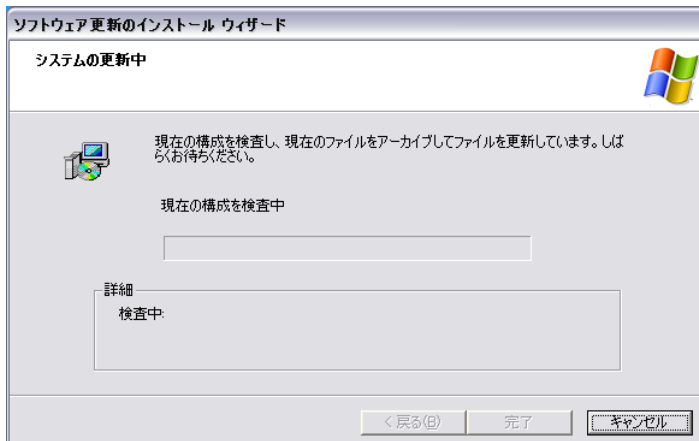 ソフトウェア更新のインストール ウィザード
システムの更新中
現在の構成を検査し、現在のファイルをアーカイブしてファイルを更新しています。しば
らくお待ちください。
現在の構成を検査中
詳細
検査中:
< 戻る(B)
完了
キャンセル